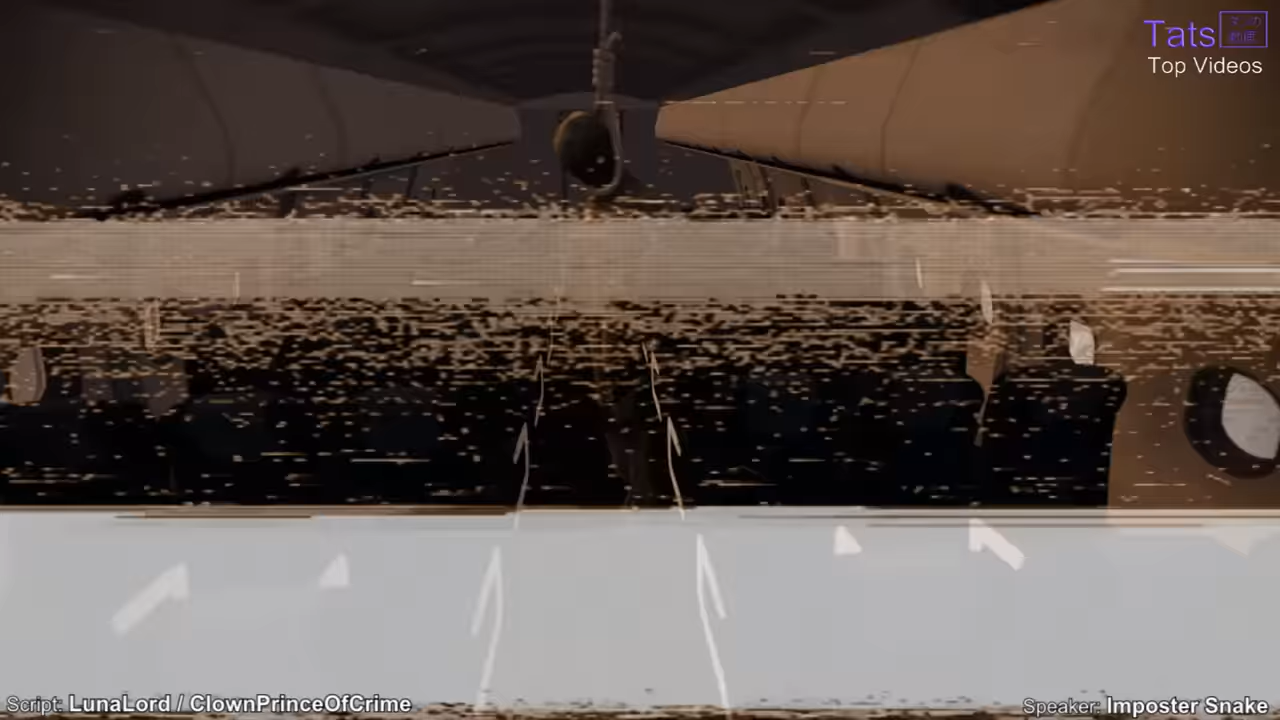 Tats
Top Videos
Script: LunaLord / ClownPrinceOfCrime
Speaker: Imposter Snake